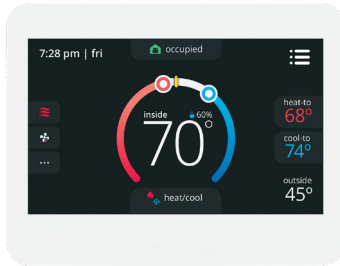 7:28 pm | fri
occupied
heat-to
68°
cool-to
74°
inside
60%
70°
outside
45°
heat/cool